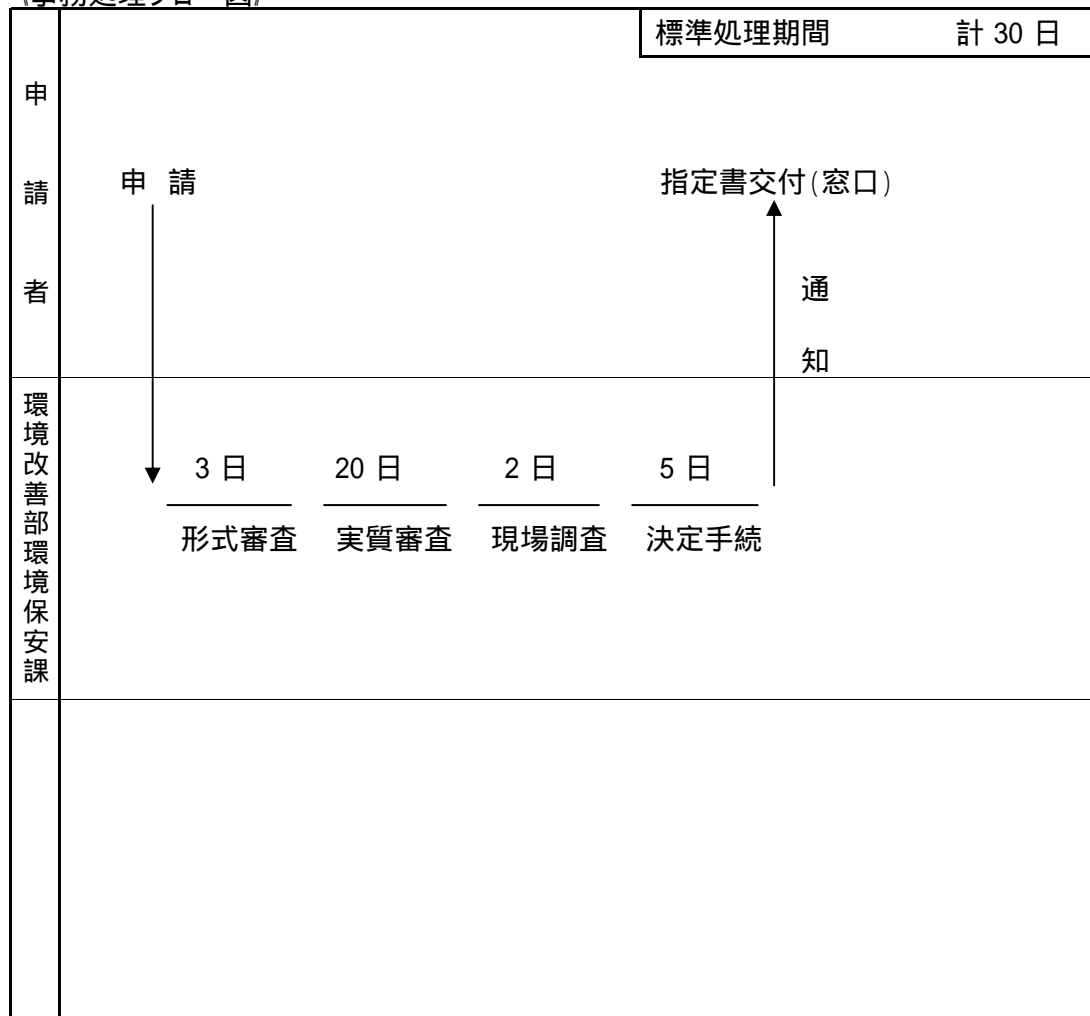 標準処理期間 計 30 日
申請者
申 請
指定書交付(窓口)
通知
環境改善部環境保安課
3 日 20 日 2 日 5 日
形式審査 実質審査 現場調査 決定手続